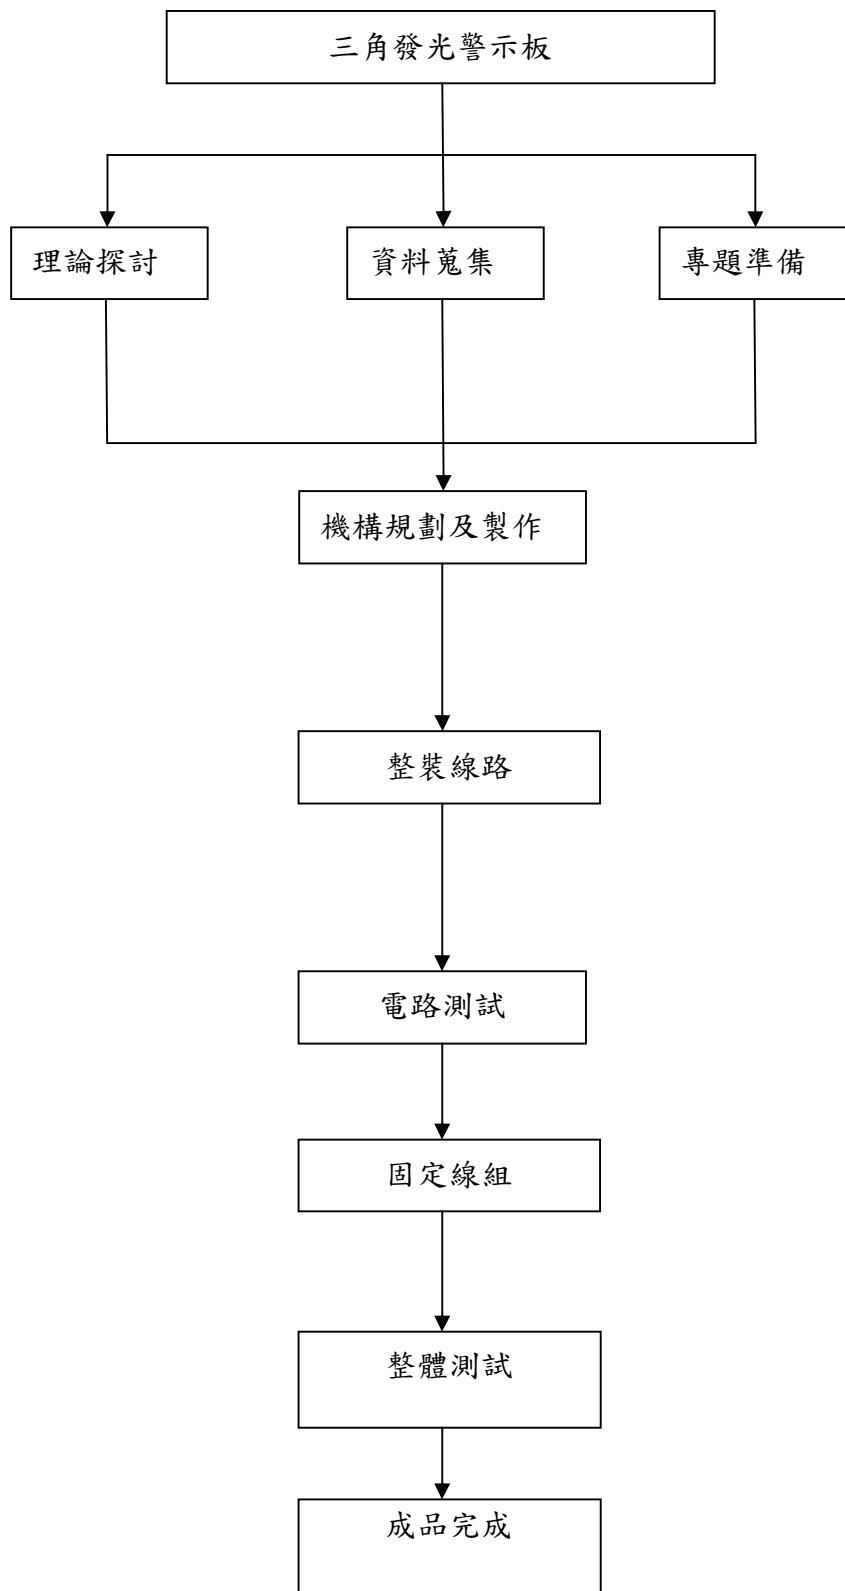 三角發光警示板
理論探討
資料蒐集
專題準備
機構規劃及製作
整裝線路
電路測試
固定線組
整體測試
成品完成